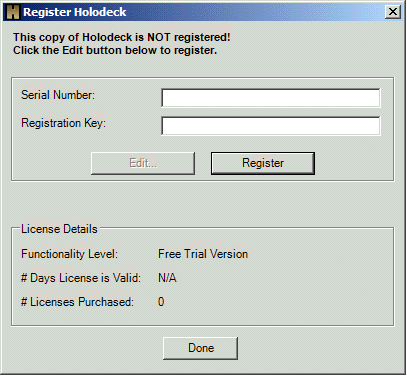 Register Holodeck
This copy of Holodeck is NOT registered!
Click the Edit button below to register.
Serial Number:
Registration Key:
Edit... Register
License Details
Functionality Level: Free Trial Version
# Days License is Valid: N/A
# Licenses Purchased: 0
Done